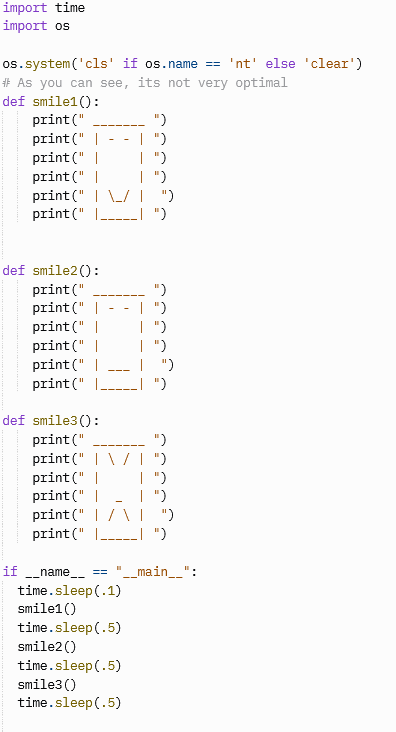 import time
import os

os.system('cls' if os.name == 'nt' else 'clear')
# As you can see, its not very optimal
def smile1():
    print(" _______ ")
    print(" | - - | ")
    print(" |     | ")
    print(" |     | ")
    print(" | \_/ |  ")
    print(" |_____| ")


def smile2():
    print(" _______ ")
    print(" | - - | ")
    print(" |     | ")
    print(" |     | ")
    print(" | ___ |  ")
    print(" |_____| ")

def smile3():
    print(" _______ ")
    print(" | \ / | ")
    print(" |     | ")
    print(" |  _  | ")
    print(" | / \ |  ")
    print(" |_____| ")

if __name__ == "__main__":
  time.sleep(.1)
  smile1()
  time.sleep(.5)
  smile2()
  time.sleep(.5)
  smile3()
  time.sleep(.5)